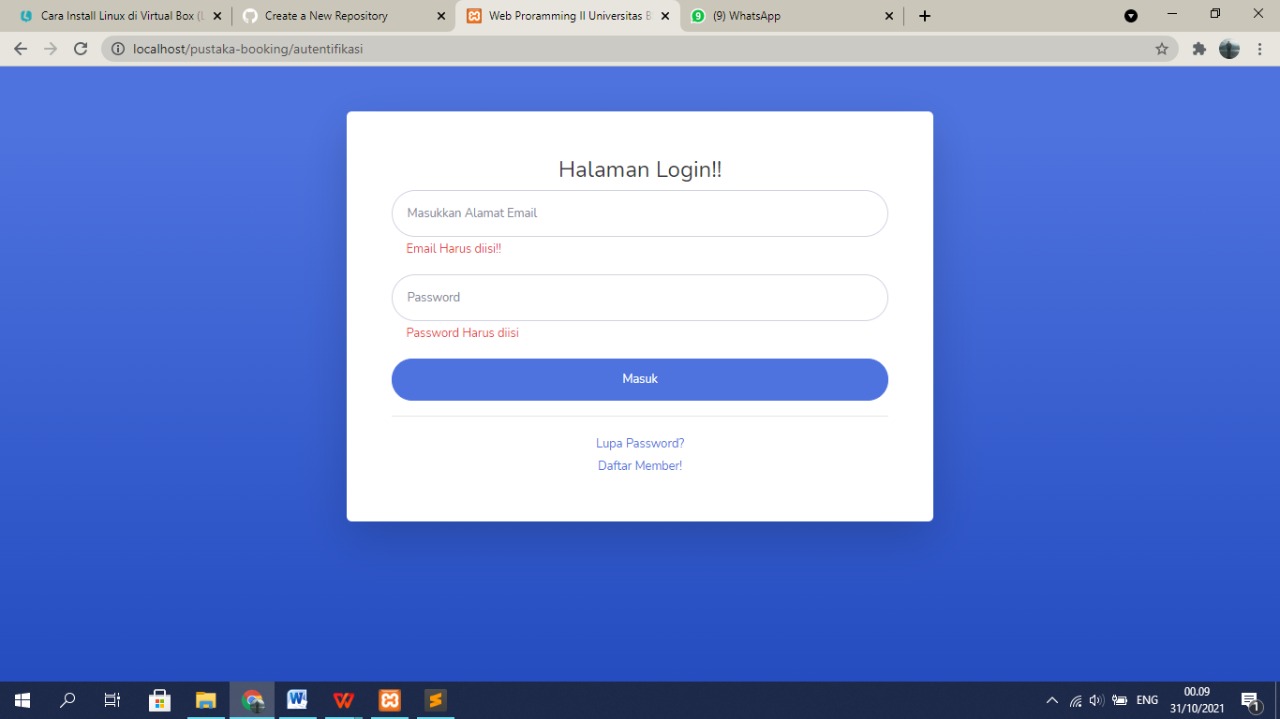 Cara Install Linux di Virtual Box (
Create a New Repository
Web Proramming II Universitas B
(9) WhatsApp
localhost/pustaka-booking/autentifikasi
Halaman Login!!
Masukkan Alamat Email
Email Harus diisi!!
Password
Password Harus diisi
Masuk
Lupa Password?
Daftar Member!
ENG
00.09
31/10/2021
1